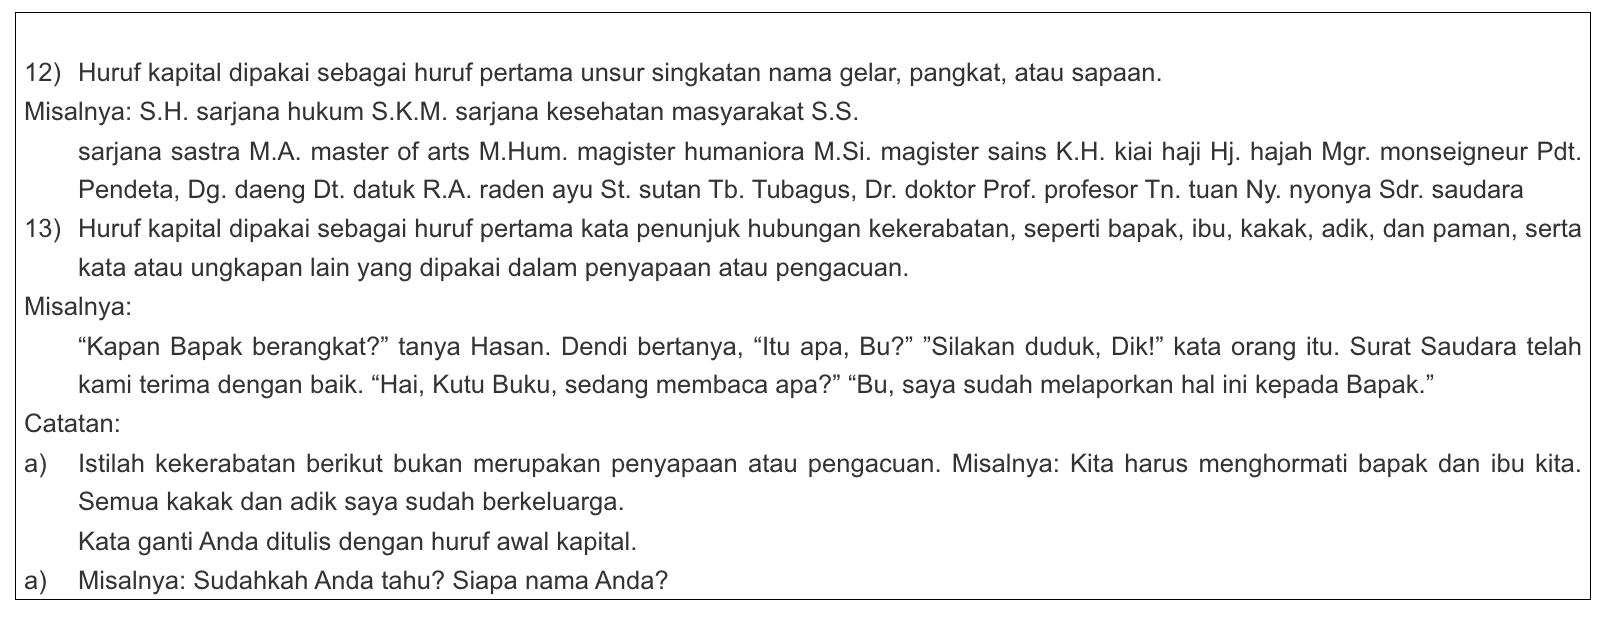 12) Huruf kapital dipakai sebagai huruf pertama unsur singkatan nama gelar, pangkat, atau sapaan.
Misalnya: S.H. sarjana hukum S.K.M. sarjana kesehatan masyarakat S.S.
sarjana sastra M.A. master of arts M.Hum. magister humaniora M.Si. magister sains K.H. kiai haji Hj. hajah Mgr. monseigneur Pdt.
Pendeta, Dg. daeng Dt. datuk R.A. raden ayu St. sutan Tb. Tubagus, Dr. doktor Prof. profesor Tn. tuan Ny. nyonya Sdr. saudara
13) Huruf kapital dipakai sebagai huruf pertama kata penunjuk hubungan kekerabatan, seperti bapak, ibu, kakak, adik, dan paman, serta
kata atau ungkapan lain yang dipakai dalam penyapaan atau pengacuan.
Misalnya:
“Kapan Bapak berangkat?” tanya Hasan. Dendi bertanya, “Itu apa, Bu?” ”Silakan duduk, Dik!” kata orang itu. Surat Saudara telah
kami terima dengan baik. “Hai, Kutu Buku, sedang membaca apa?” “Bu, saya sudah melaporkan hal ini kepada Bapak.”
Catatan:
a) Istilah kekerabatan berikut bukan merupakan penyapaan atau pengacuan. Misalnya: Kita harus menghormati bapak dan ibu kita.
Semua kakak dan adik saya sudah berkeluarga.
Kata ganti Anda ditulis dengan huruf awal kapital.
a) Misalnya: Sudahkah Anda tahu? Siapa nama Anda?